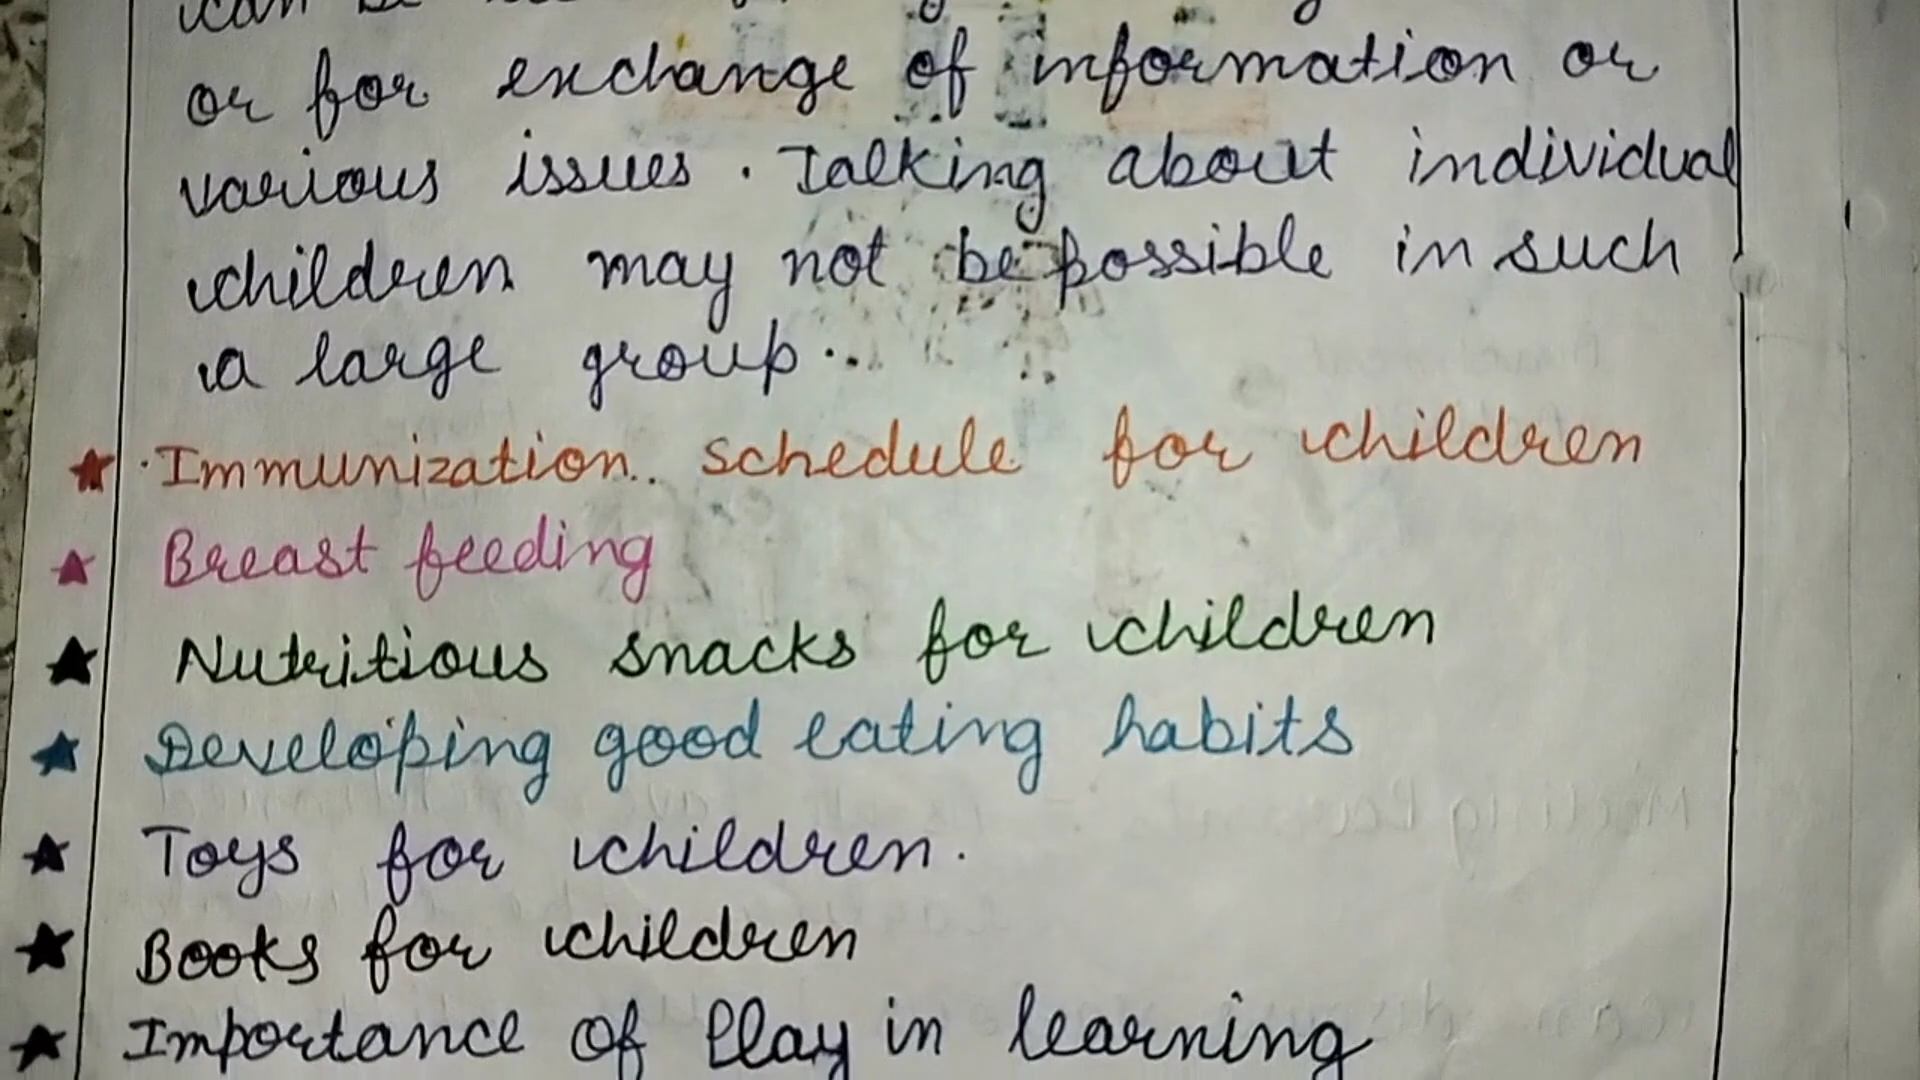 can be
or for exchange of information or
various issues. Talking about individual
children may not be possible in such
a large group..
Immunization. schedule for children
Breast feeding
Nutritious snacks for children
Developing good eating habits
Toys for children.
Books for children
Importance of Play in learning